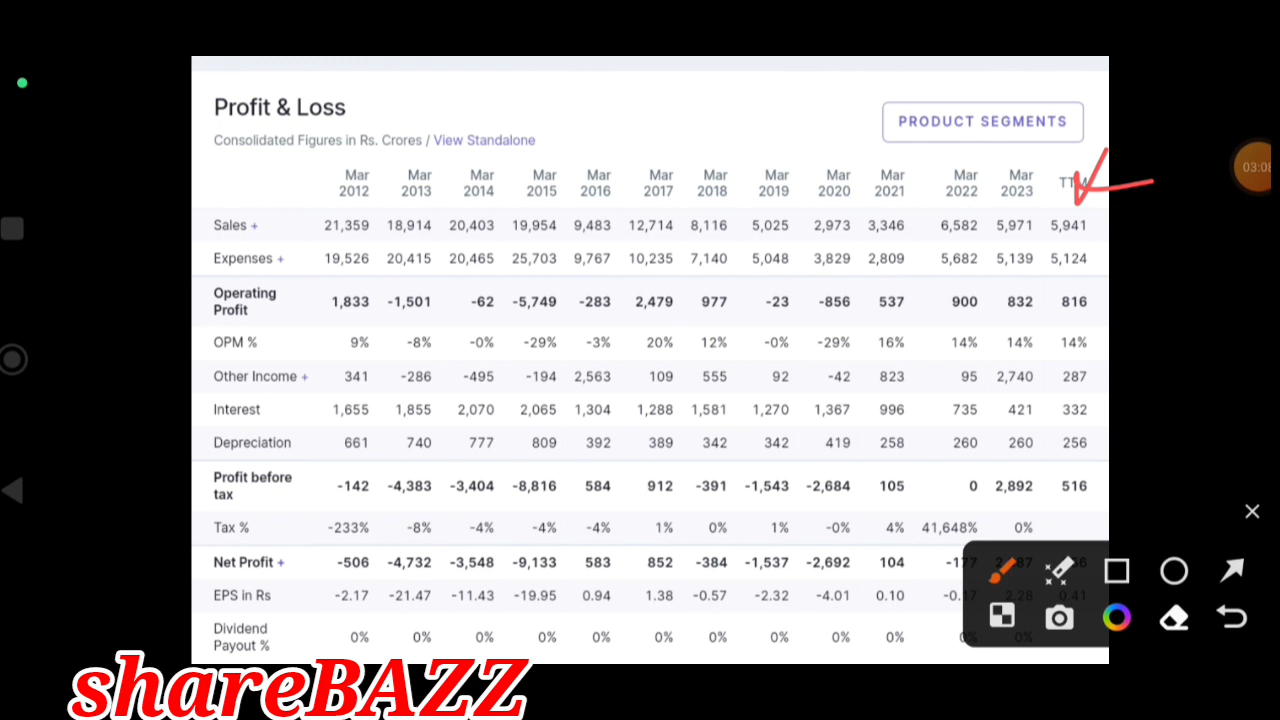 Profit & Loss
PRODUCT SEGMENTS
Consolidated Figures in Rs. Crores / View Standalone
Mar 2012 Mar 2013 Mar 2014 Mar 2015 Mar 2016 Mar 2017 Mar 2018 Mar 2019 Mar 2020 Mar 2021 Mar 2022 Mar 2023 TTM
03:08
Sales + 21,359 18,914 20,403 19,954 9,483 12,714 8,116 5,025 2,973 3,346 6,582 5,971 5,941
Expenses + 19,526 20,415 20,465 25,703 9,767 10,235 7,140 5,048 3,829 2,809 5,682 5,139 5,124
Operating Profit 1,833 -1,501 -62 -5,749 -283 2,479 977 -23 -856 537 900 832 816
OPM % 9% -8% -0% -29% -3% 20% 12% -0% -29% 16% 14% 14% 14%
Other Income + 341 -286 -495 -194 2,563 109 555 92 -42 823 95 2,740 287
Interest 1,655 1,855 2,070 2,065 1,304 1,288 1,581 1,270 1,367 996 735 421 332
Depreciation 661 740 777 809 392 389 342 342 419 258 260 260 256
Profit before tax -142 -4,383 -3,404 -8,816 584 912 -391 -1,543 -2,684 105 0 2,892 516
Tax % -233% -8% -4% -4% -4% 1% 0% 1% -0% 4% 41,648% 0%
Net Profit + -506 -4,732 -3,548 -9,133 583 852 -384 -1,537 -2,692 104
EPS in Rs -2.17 -21.47 -11.43 -19.95 0.94 1.38 -0.57 -2.32 -4.01 0.10 2.28 0.41
Dividend Payout % 0% 0% 0% 0% 0% 0% 0% 0% 0% 0% 0% 0%
shareBAZZ